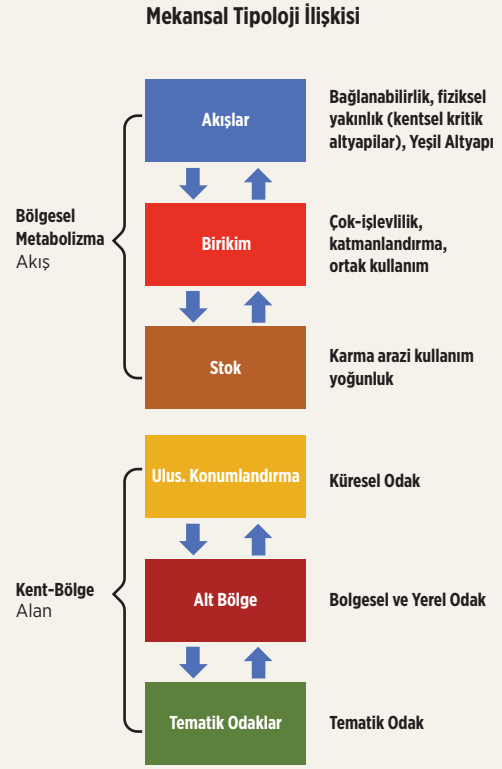 Mekansal Tipoloji İlişkisi
Akışlar
Bağlanabilirlik, fiziksel
yakınlık (kentsel kritik
altyapilar), Yeşil Altyapı
Bölgesel
Metabolizma
Akış
Birikim
Çok-işlevlilik,
katmanlandırma,
ortak kullanım
Stok
Karma arazi kullanım
yoğunluk
Ulus. Konumlandırma
Küresel Odak
Kent-Bölge
Alan
Alt Bölge
Bolgesel ve Yerel Odak
Tematik Odaklar
Tematik Odak